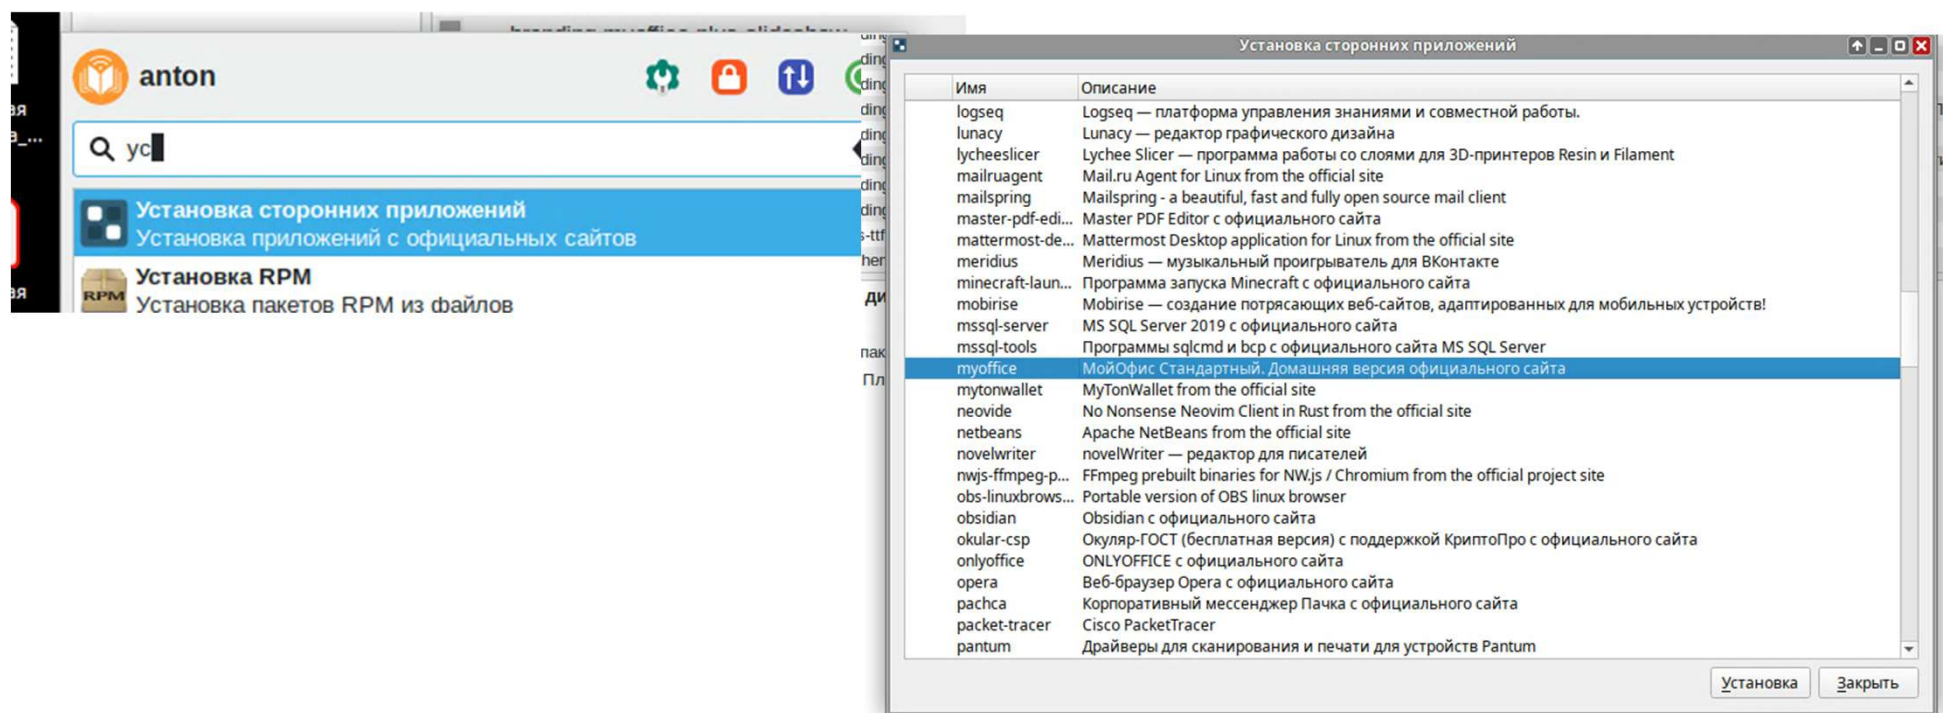 anton
ус
Установка сторонних приложений
Установка приложений с официальных сайтов
Установка RPM
RPM
Установка пакетов RPM из файлов
Установка сторонних приложений
Имя Описание
logseq Logseq — платформа управления знаниями и совместной работы.
lunacy Lunacy — редактор графического дизайна
lycheeslicer Lychee Slicer — программа работы со слоями для 3D-принтеров Resin и Filament
mailruagent Mail.ru Agent for Linux from the official site
mailspring Mailspring - a beautiful, fast and fully open source mail client
master-pdf-edi... Master PDF Editor с официального сайта
mattermost-de... Mattermost Desktop application for Linux from the official site
meridius Meridius — музыкальный проигрыватель для ВКонтакте
minecraft-laun... Программа запуска Minecraft с официального сайта
mobirise Mobirise — создание потрясающих веб-сайтов, адаптированных для мобильных устройств!
mssql-server MS SQL Server 2019 с официального сайта
mssql-tools Программы sqlcmd и bcp с официального сайта MS SQL Server
myoffice МойОфис Стандартный. Домашняя версия официального сайта
mytonwallet MyTonWallet from the official site
neovide No Nonsense Neovim Client in Rust from the official site
netbeans Apache NetBeans from the official site
novelwriter novelWriter — редактор для писателей
nwjs-ffmpeg-p... FFmpeg prebuilt binaries for NW.js / Chromium from the official project site
obs-linuxbrows... Portable version of OBS linux browser
obsidian Obsidian с официального сайта
okular-csp Окуляр-ГОСТ (бесплатная версия) с поддержкой КриптоПро с официального сайта
onlyoffice ONLYOFFICE с официального сайта
opera Веб-браузер Opera с официального сайта
pachca Корпоративный мессенджер Пачка с официального сайта
packet-tracer Cisco PacketTracer
pantum Драйверы для сканирования и печати для устройств Pantum
Установка Закрыть